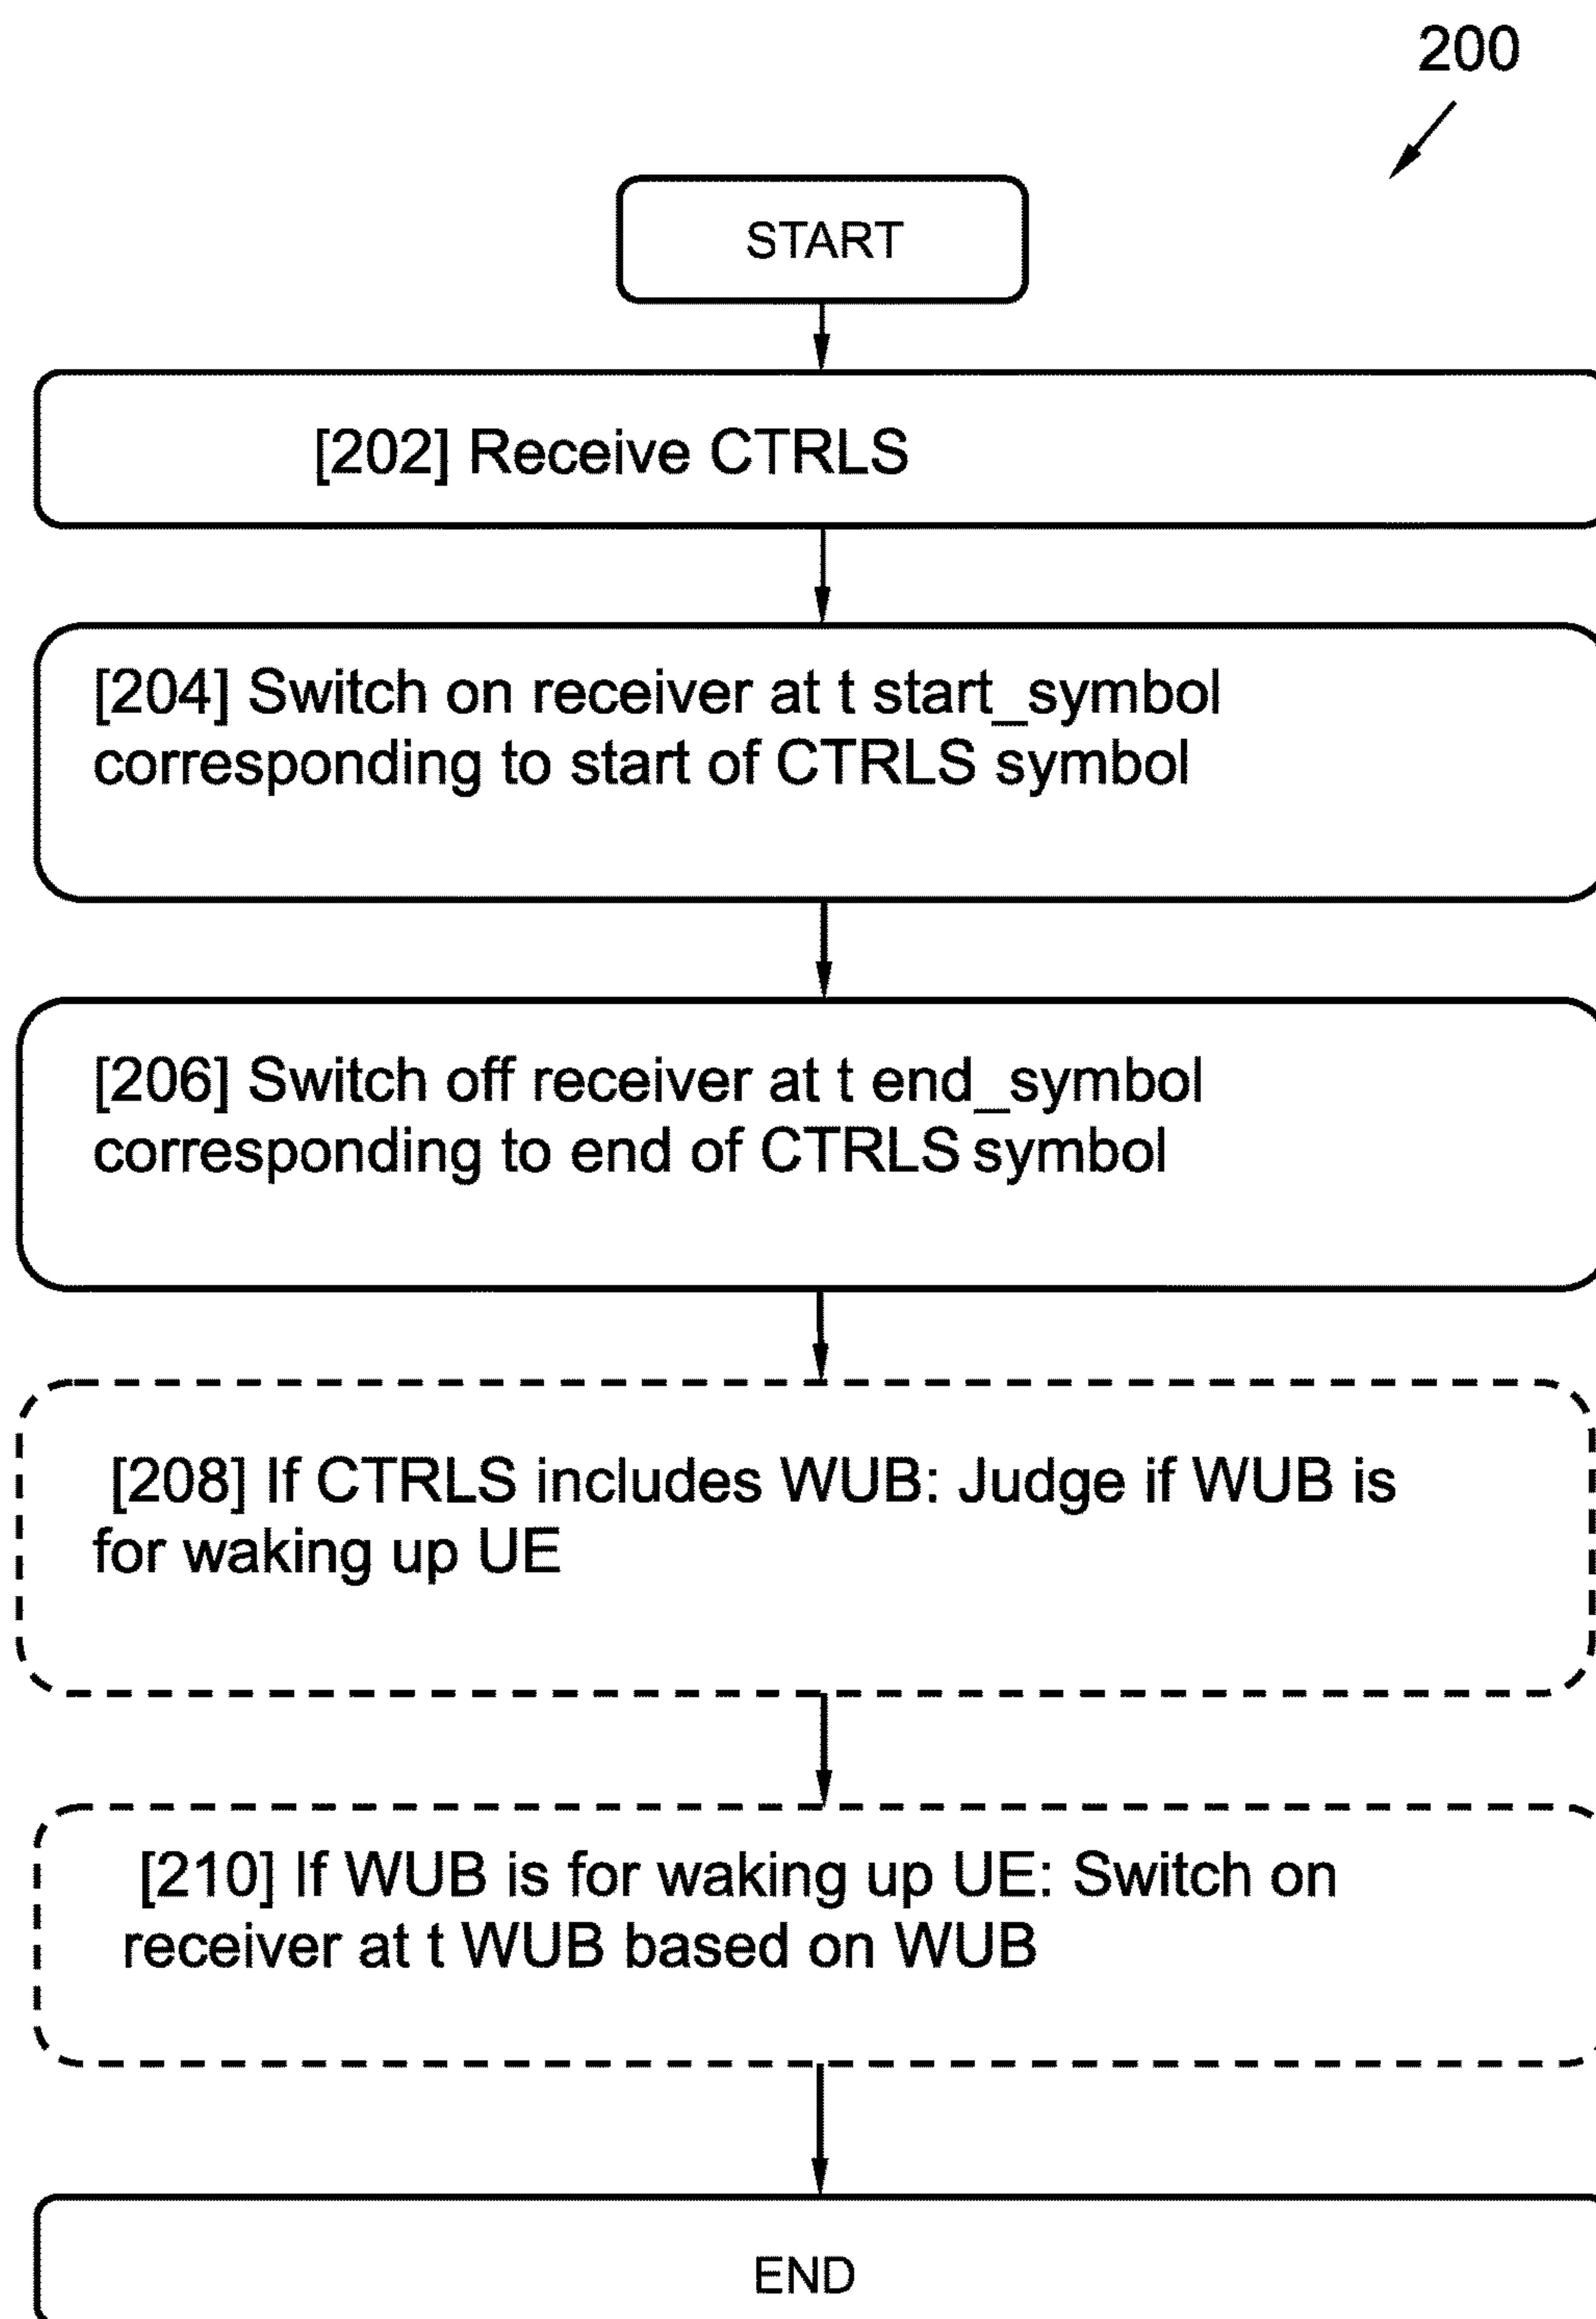 200
START
[202] Receive CTRLS
[204] Switch on receiver at t start_symbol
corresponding to start of CTRLS symbol
[206] Switch off receiver at t end_symbol
corresponding to end of CTRLS symbol
[208] If CTRLS includes WUB: Judge if WUB is
for waking up UE
[210] If WUB is for waking up UE: Switch on
receiver at t WUB based on WUB
END